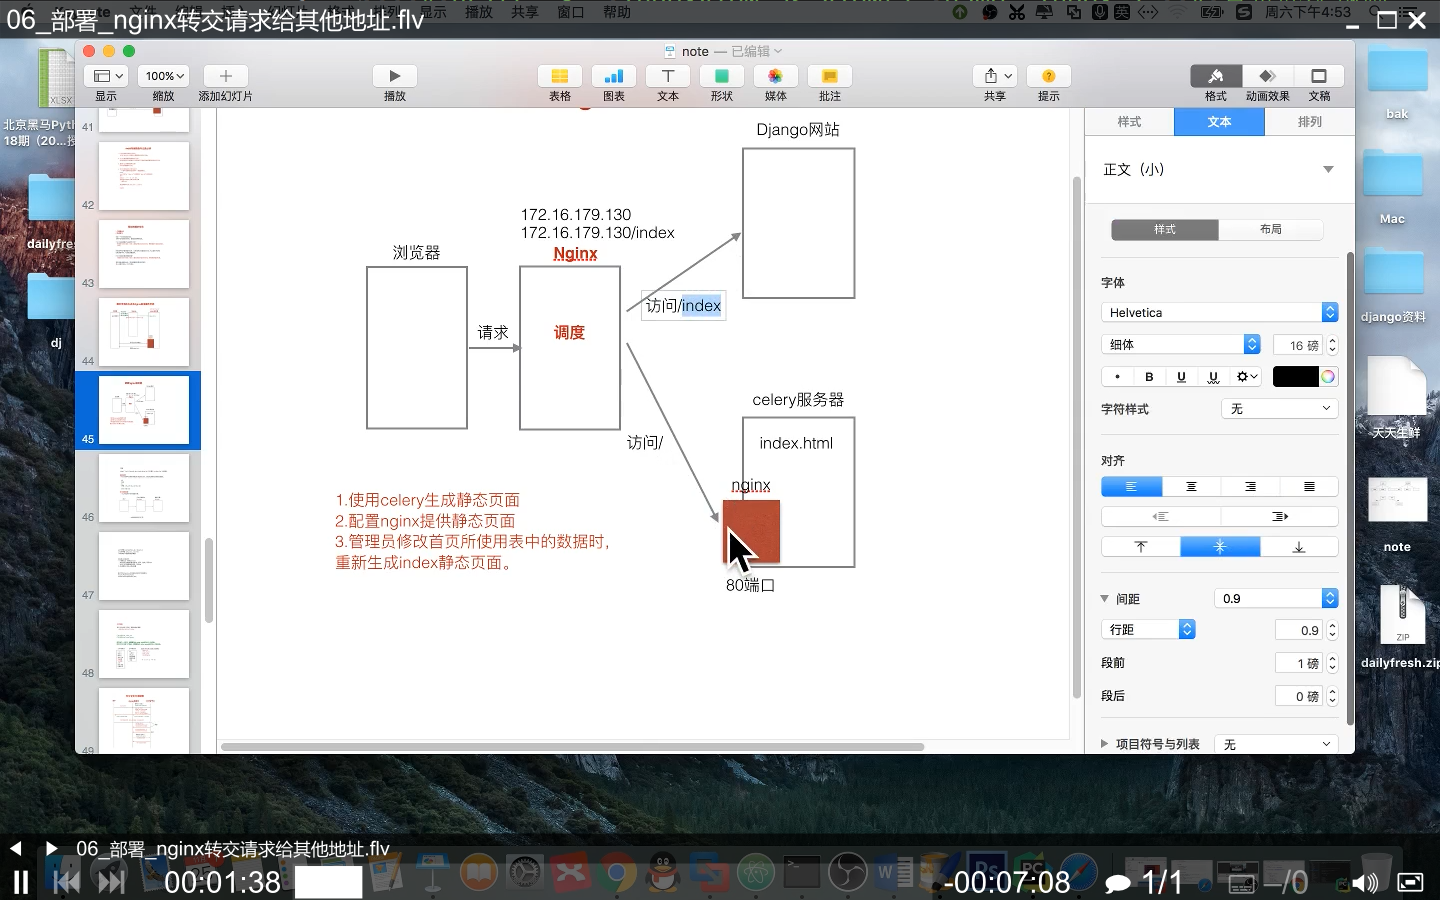 06_部署_nginx转交请求给其他地址.flv
显示 播放 共享 窗口 帮助
英
周六下午4:53
note — 已编辑
100%
显示 缩放 添加幻灯片 播放 表格 图表 文本 形状 媒体 批注 共享 提示 格式 动画效果 文稿
XLSX
北京黑马Pyth
18期（20...技
dailyfres
dj
41
42
43
44
45
46
47
48
49
Django网站
172.16.179.130
172.16.179.130/index
Nginx
浏览器
访问/index
请求
调度
celery服务器
访问/
index.html
nginx
80端口
1.使用celery生成静态页面
2.配置nginx提供静态页面
3.管理员修改首页所使用表中的数据时，
重新生成index静态页面。
样式 文本 排列
正文（小）
样式 布局
字体
Helvetica
细体 16 磅
B U U
字符样式 无
对齐
间距 0.9
行距 0.9
段前 1 磅
段后 0 磅
项目符号与列表 无
bak
Mac
django资料
天天生鲜
note
ZIP
dailyfresh.zip
06_部署_nginx转交请求给其他地址.flv
00:01:38
-00:07:08
1/1
–/0